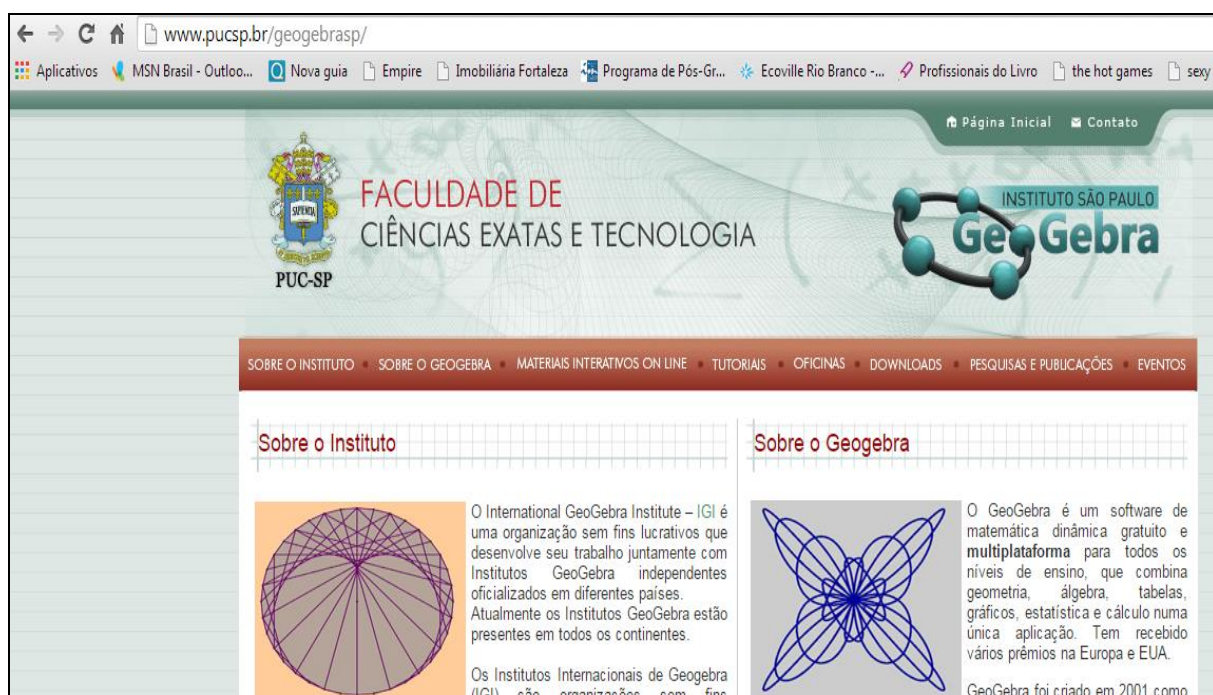 www.pucsp.br/geogebrasp/
Aplicativos MSN Brasil - Outloo... Nova guia Empire Imobiliária Fortaleza Programa de Pós-Gr... Ecoville Rio Branco -... Profissionais do Livro the hot games sexy
Página Inicial Contato
SAPIENTIA
PUC-SP
FACULDADE DE
CIÊNCIAS EXATAS E TECNOLOGIA
INSTITUTO SÃO PAULO
GeoGebra
SOBRE O INSTITUTO SOBRE O GEOGEBRA MATERIAIS INTERATIVOS ON LINE TUTORIAIS OFICINAS DOWNLOADS PESQUISAS E PUBLICAÇÕES EVENTOS
Sobre o Instituto
O International GeoGebra Institute – IGI é
uma organização sem fins lucrativos que
desenvolve seu trabalho juntamente com
Institutos GeoGebra independentes
oficializados em diferentes países.
Atualmente os Institutos GeoGebra estão
presentes em todos os continentes.
Os Institutos Internacionais de Geogebra
(IGI) são organizações sem fins
Sobre o Geogebra
O GeoGebra é um software de
matemática dinâmica gratuito e
multiplataforma para todos os
níveis de ensino, que combina
geometria, álgebra, tabelas,
gráficos, estatística e cálculo numa
única aplicação. Tem recebido
vários prêmios na Europa e EUA.
GeoGebra foi criado em 2001 como